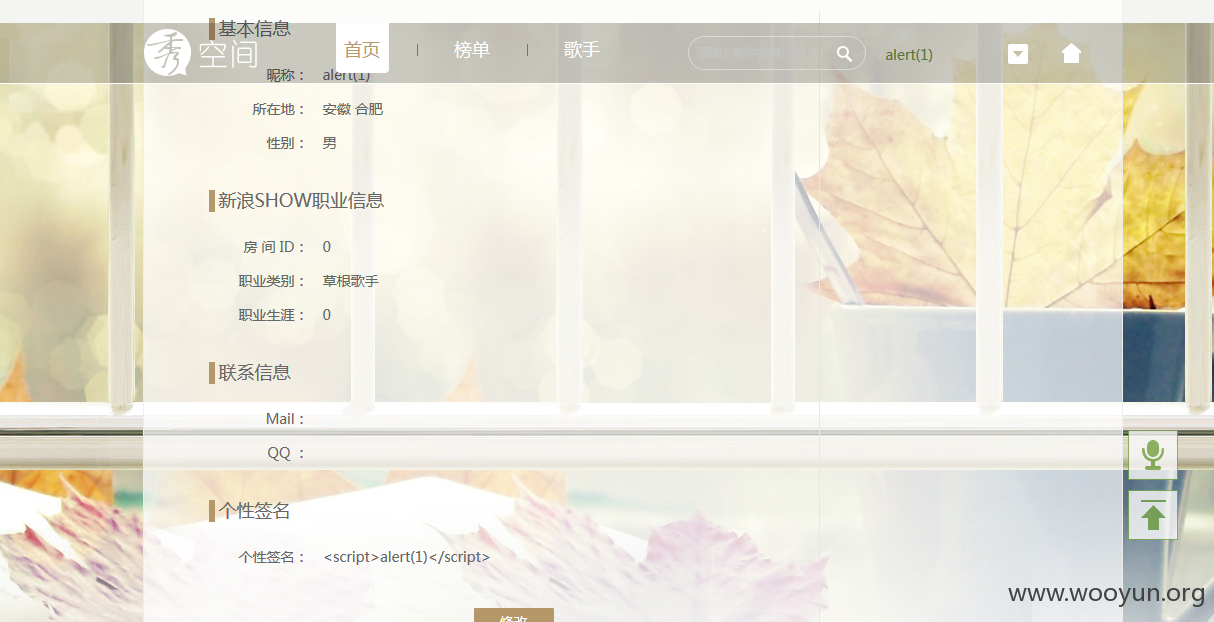 基本信息
秀 空间
首页
榜单
歌手
alert(1)
昵称： alert(1)
所在地： 安徽 合肥
性别： 男
新浪SHOW职业信息
房 间 ID： 0
职业类别： 草根歌手
职业生涯： 0
联系信息
Mail：
QQ ：
个性签名
个性签名： <script>alert(1)</script>
修改
www.wooyun.org